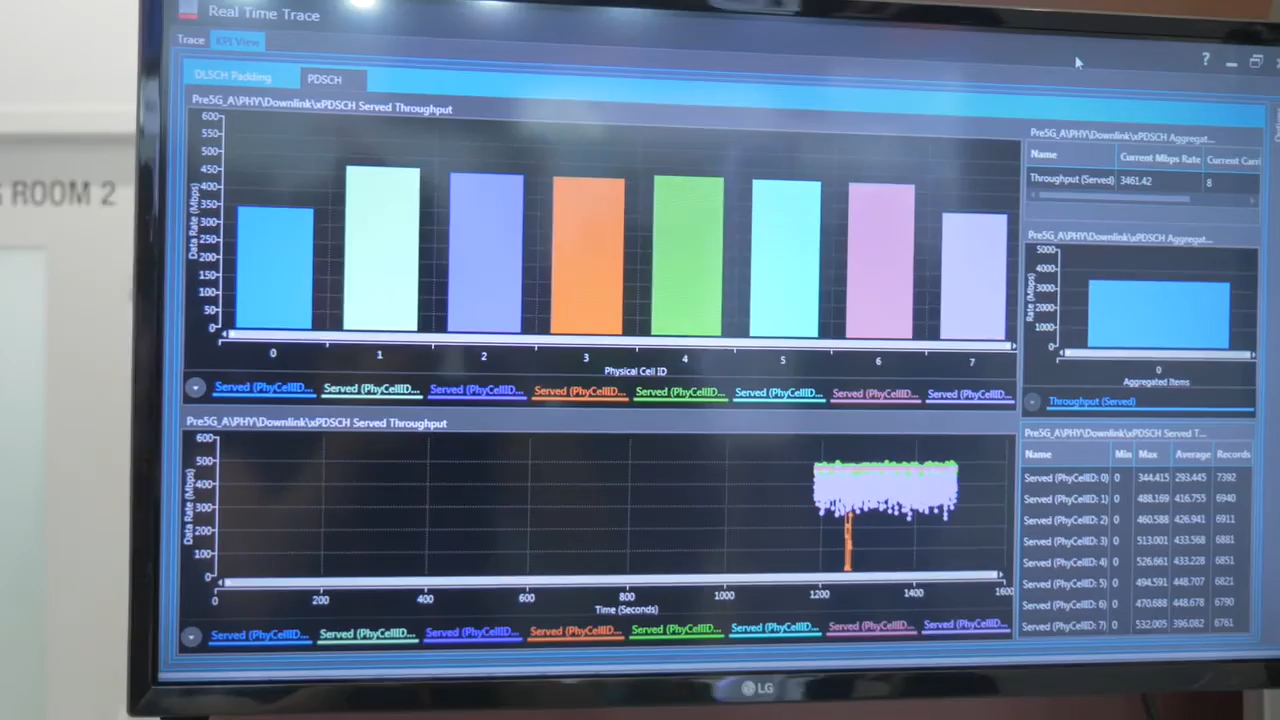 Real Time Trace
Trace KPI View
DLSCH Padding PDSCH
Pre5G_A\PHY\Downlink\xPDSCH Served Throughput
600
550
500
450
400
350
300
250
200
150
100
50
0
Data Rate (Mbps)
0 1 2 3 4 5 6 7
Physical Cell ID
Served (PhyCellID... Served (PhyCellID... Served (PhyCellID... Served (PhyCellID... Served (PhyCellID... Served (PhyCellID... Served (PhyCellID... Served (PhyCellID...
Pre5G_A\PHY\Downlink\xPDSCH Served Throughput
600
500
400
300
200
100
0
Data Rate (Mbps)
0 200 400 600 800 1000 1200 1400 1600
Time (Seconds)
Served (PhyCellID... Served (PhyCellID... Served (PhyCellID... Served (PhyCellID... Served (PhyCellID... Served (PhyCellID... Served (PhyCellID... Served (PhyCellID...
?
Pre5G_A\PHY\Downlink\xPDSCH Aggregat...
Name Current Mbps Rate Current Carri
Throughput (Served) 3461.42 8
Pre5G_A\PHY\Downlink\xPDSCH Aggregat...
5000
4000
3000
2000
1000
0
Rate (Mbps)
0
Aggregated Items
Throughput (Served)
Pre5G_A\PHY\Downlink\xPDSCH Served T...
Name Min Max Average Records
Served (PhyCellID: 0) 0 344.415 293.445 7392
Served (PhyCellID: 1) 0 488.169 416.755 6940
Served (PhyCellID: 2) 0 460.588 426.941 6911
Served (PhyCellID: 3) 0 513.001 433.568 6881
Served (PhyCellID: 4) 0 526.661 433.228 6851
Served (PhyCellID: 5) 0 494.591 448.707 6821
Served (PhyCellID: 6) 0 470.688 448.678 6790
Served (PhyCellID: 7) 0 532.005 396.082 6761
ROOM 2
LG